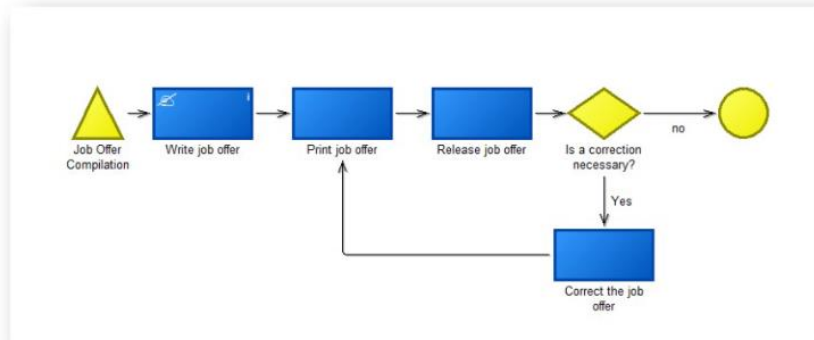 Job Offer
Compilation
Write job offer
Print job offer
Release job offer
Is a correction
necessary?
no
Yes
Correct the job
offer